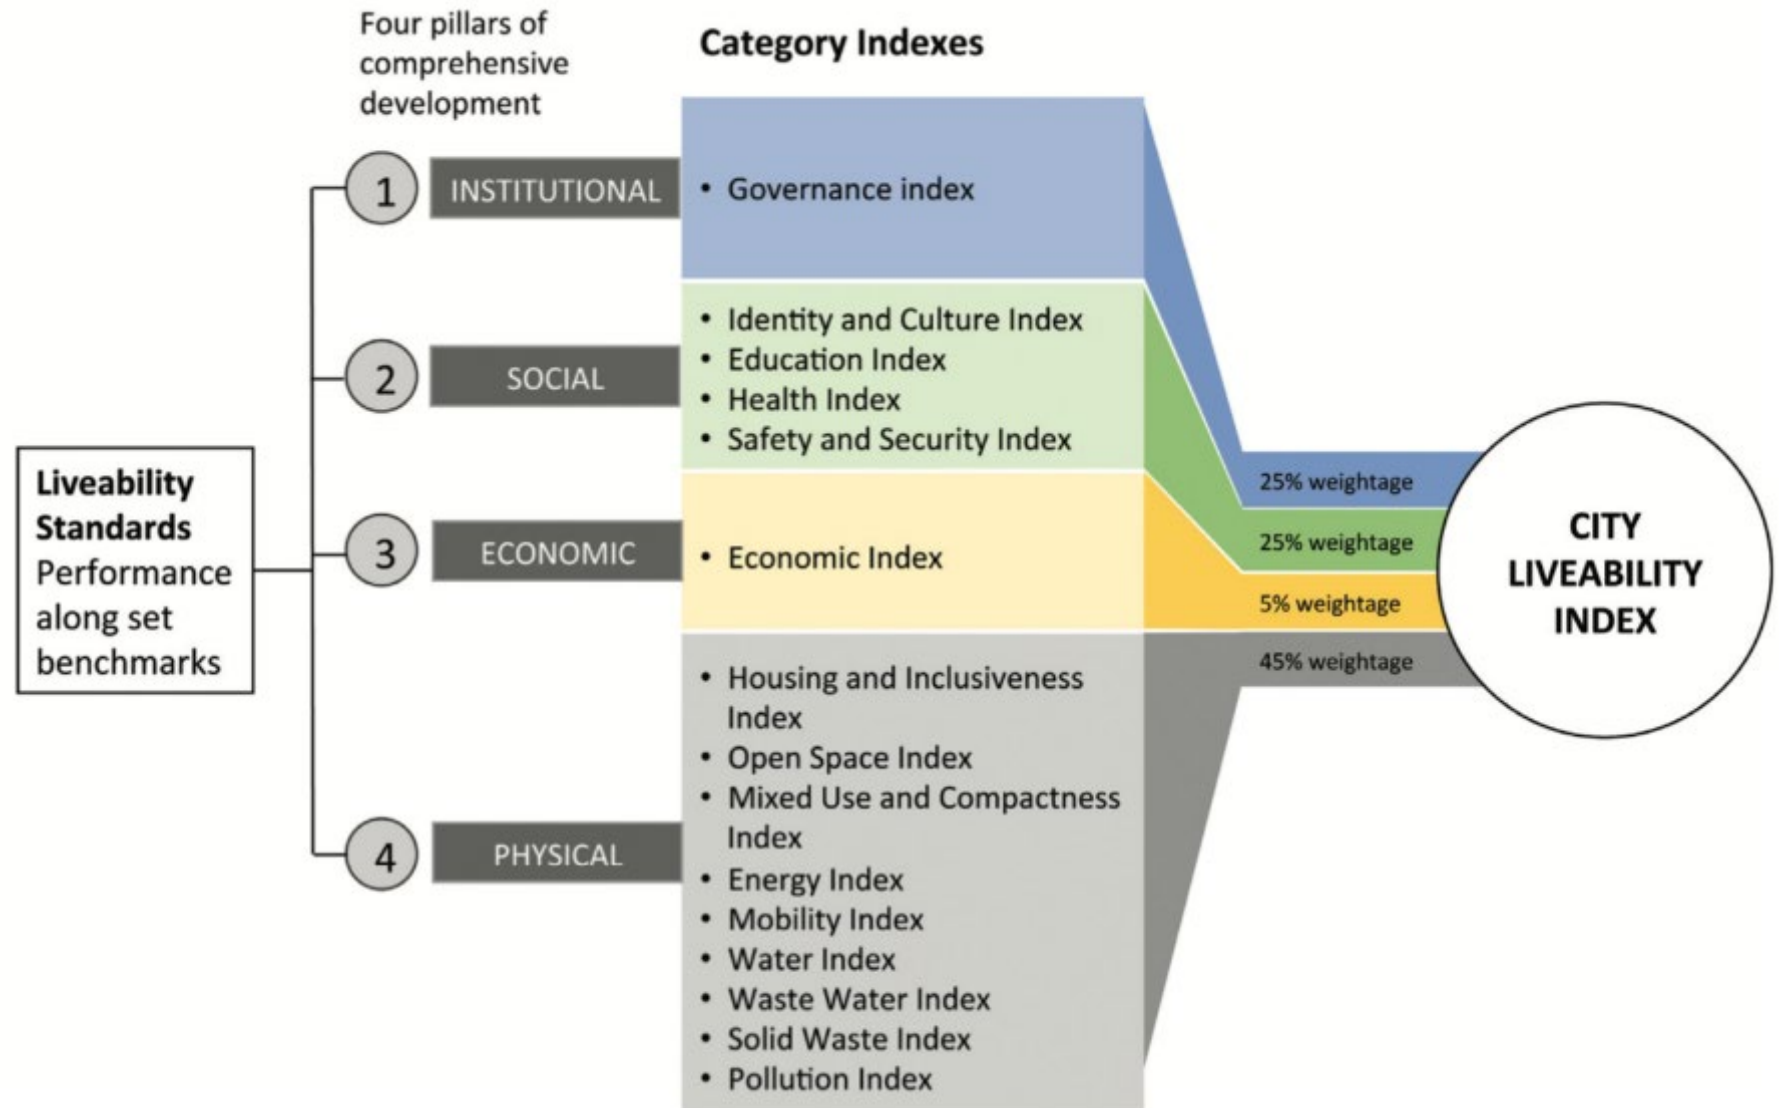 Four pillars of
comprehensive
development
Category Indexes
1
INSTITUTIONAL
• Governance index
2
SOCIAL
• Identity and Culture Index
• Education Index
• Health Index
• Safety and Security Index
3
ECONOMIC
• Economic Index
4
PHYSICAL
• Housing and Inclusiveness
Index
• Open Space Index
• Mixed Use and Compactness
Index
• Energy Index
• Mobility Index
• Water Index
• Waste Water Index
• Solid Waste Index
• Pollution Index
Liveability
Standards
Performance
along set
benchmarks
25% weightage
25% weightage
5% weightage
45% weightage
CITY
LIVEABILITY
INDEX